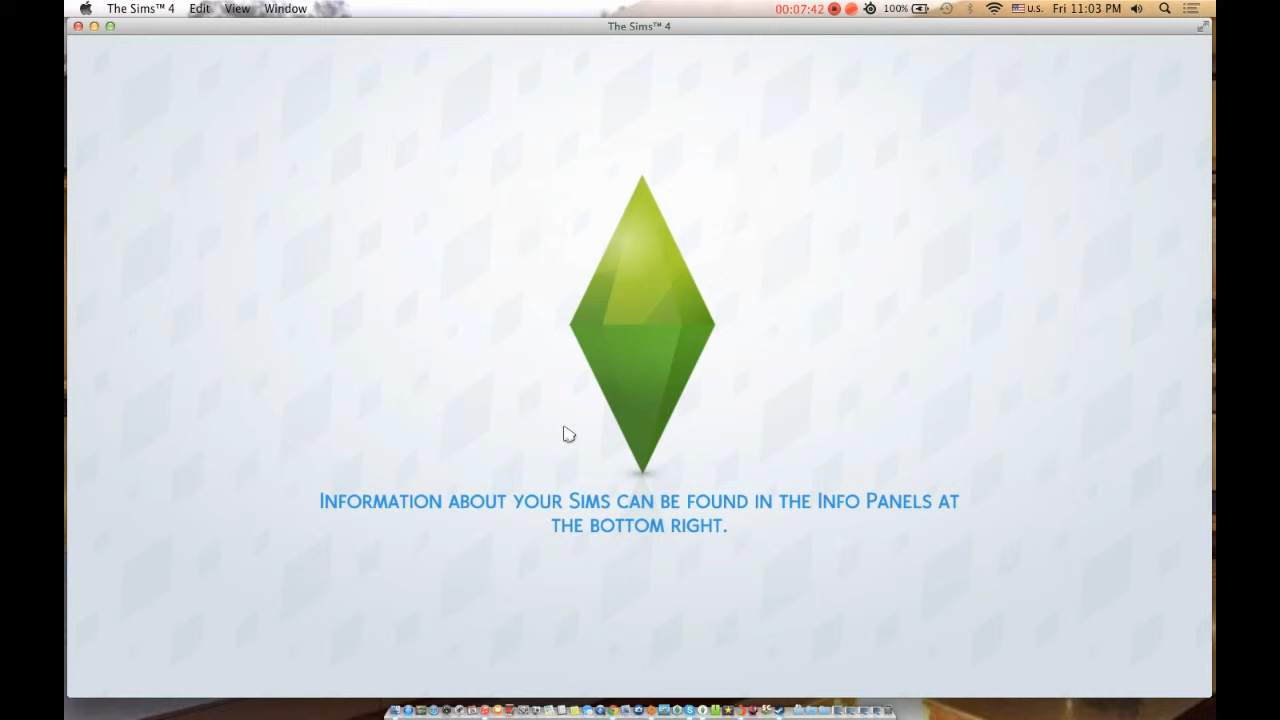 The Sims™ 4 Edit View Window 00:07:42 100% U.S. Fri 11:03 PM
The Sims™ 4
INFORMATION ABOUT YOUR SIMS CAN BE FOUND IN THE INFO PANELS AT
THE BOTTOM RIGHT.